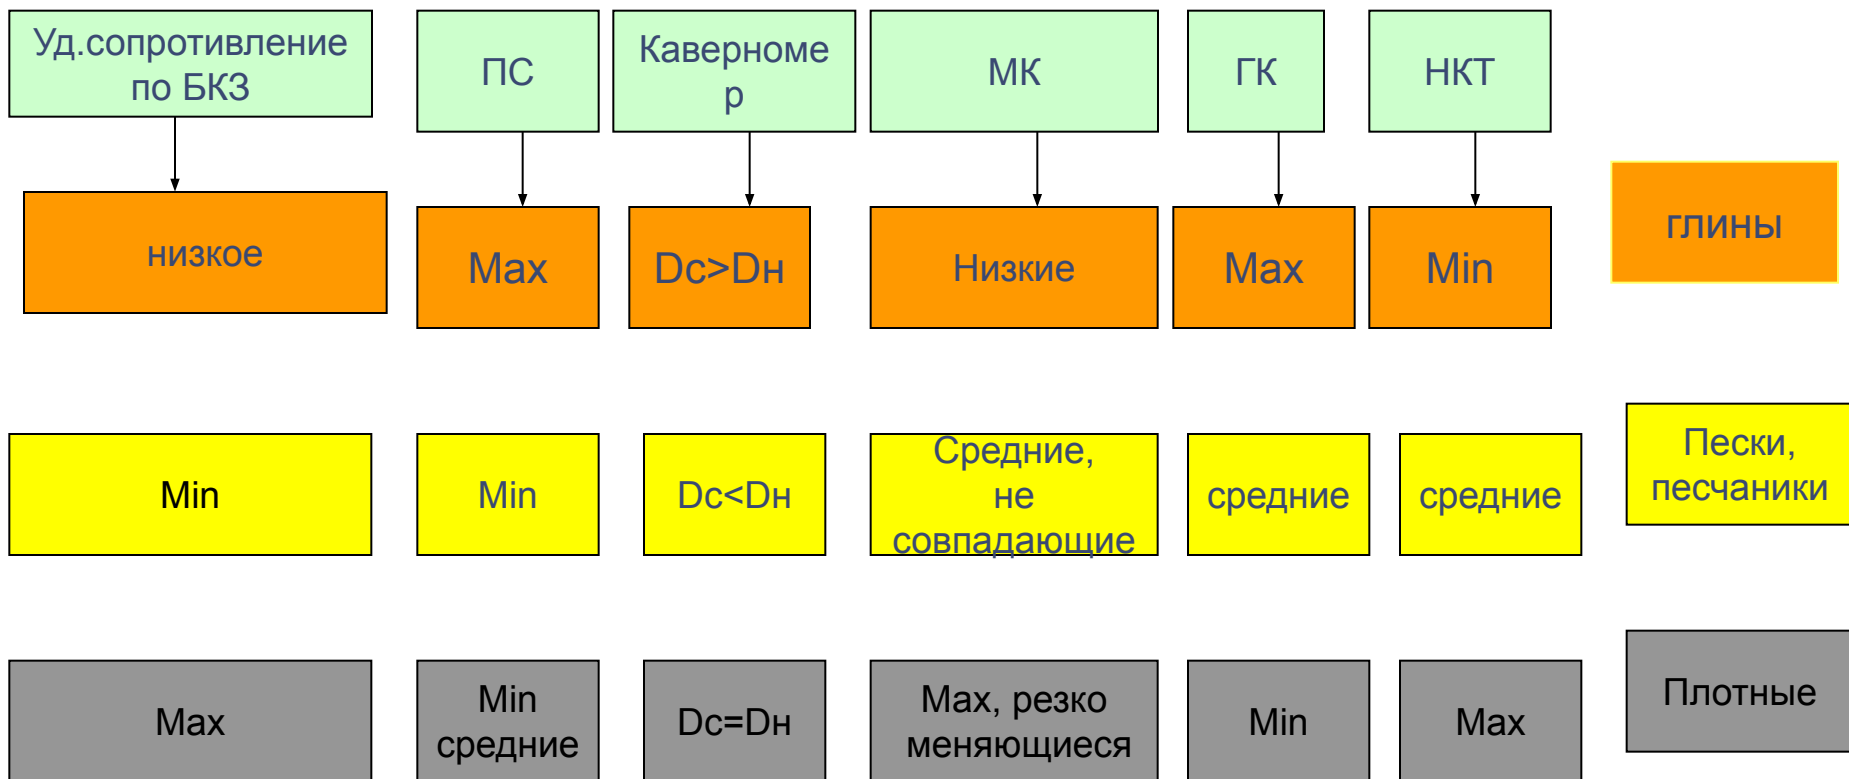 Уд.сопротивление
по БКЗ
ПС
Каверноме
р
МК
ГК
НКТ
низкое
Max
Dc>Dн
Низкие
Max
Min
глины
Min
Min
Dc<Dн
Средние,
не
совпадающие
средние
средние
Пески,
песчаники
Max
Min
средние
Dc=Dн
Max, резко
меняющиеся
Min
Max
Плотные